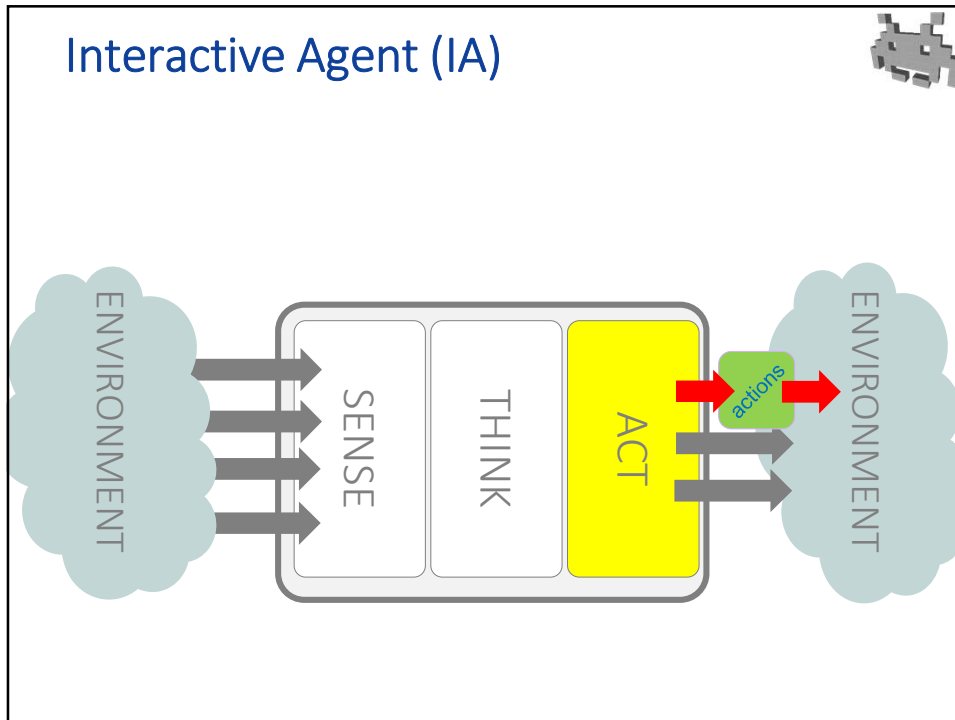 Interactive Agent (IA)
ENVIRONMENT
SENSE
THINK
ACT
actions
ENVIRONMENT